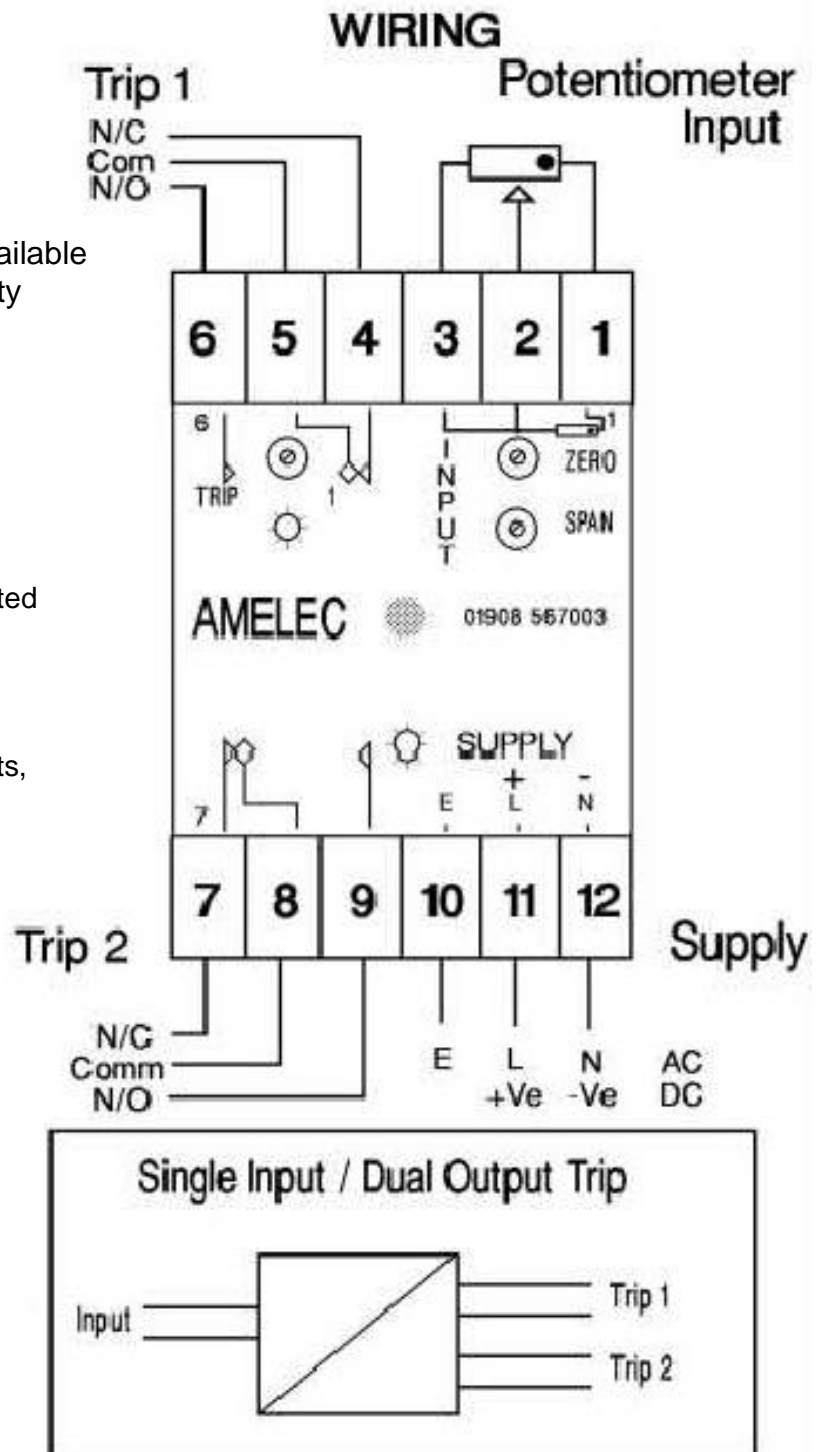 WIRING
Trip 1
Potentiometer
Input
N/C
Com
N/O
ailable
ty
6 5 4 3 2 1
6
1
TRIP
1
INPUT
ZERO
SPAIN
ted
AMELEC
01908 567003
ts,
SUPPLY
+ -
E L N
7
7 8 9 10 11 12
Trip 2
Supply
N/C
Comm
N/O
E L N AC
+Ve -Ve DC
Single Input / Dual Output Trip
Input
Trip 1
Trip 2